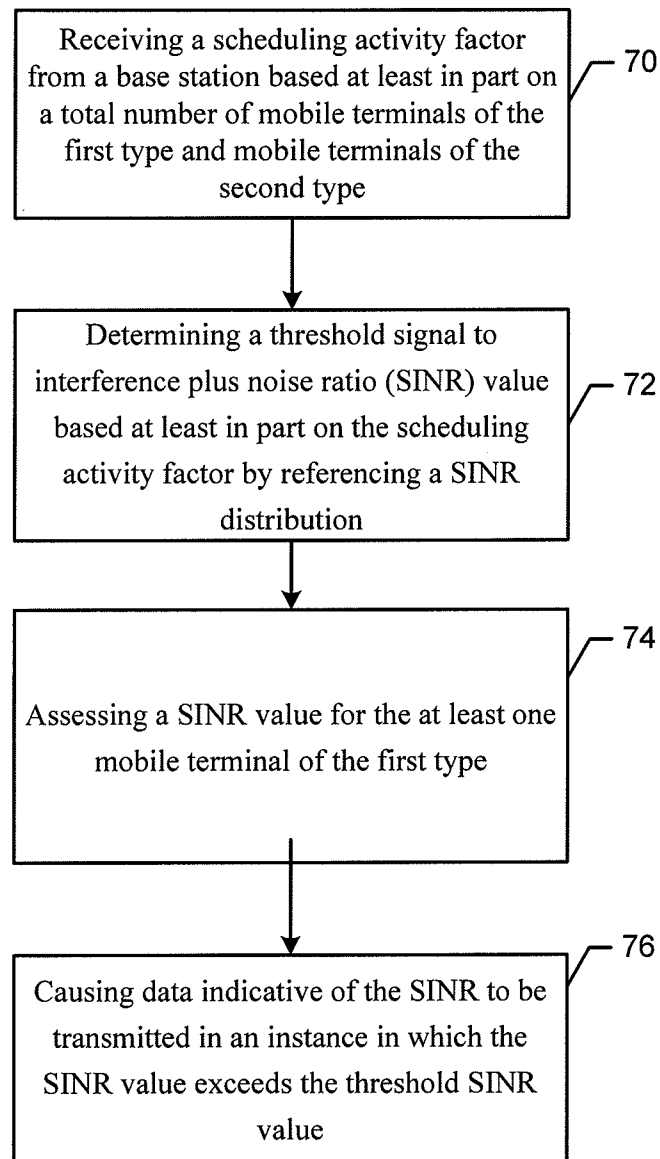 Receiving a scheduling activity factor
from a base station based at least in part on
a total number of mobile terminals of the
first type and mobile terminals of the
second type
70
Determining a threshold signal to
interference plus noise ratio (SINR) value
based at least in part on the scheduling
activity factor by referencing a SINR
distribution
72
Assessing a SINR value for the at least one
mobile terminal of the first type
74
Causing data indicative of the SINR to be
transmitted in an instance in which the
SINR value exceeds the threshold SINR
value
76